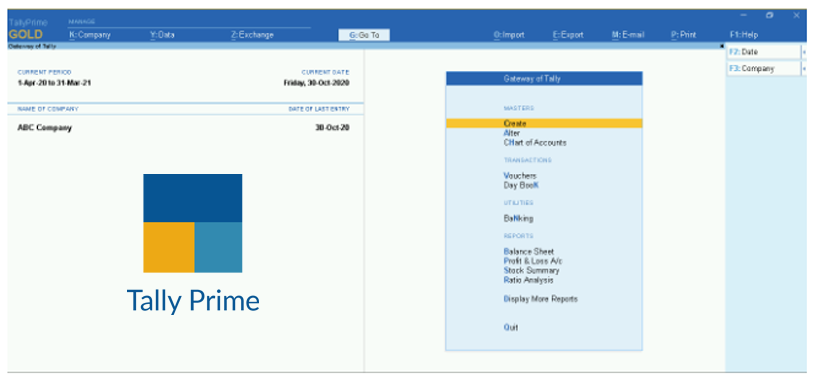 TallyPrime
MANAGE
GOLD
K:Company
Y:Data
Z:Exchange
G:Go To
O:Import
E:Export
M:E-mail
P:Print
F1:Help
Gateway of Tally
F2:Date
F3:Company
CURRENT PERIOD
CURRENT DATE
1-Apr-20 to 31-Mar-21
Friday, 30-Oct-2020
NAME OF COMPANY
DATE OF LAST ENTRY
ABC Company
30-Oct-20
Tally Prime
Gateway of Tally
MASTERS
Create
Alter
CHart of Accounts
TRANSACTIONS
Vouchers
Day BooK
UTILITIES
BaNking
REPORTS
Balance Sheet
Profit & Loss A/c
Stock Summary
Ratio Analysis
Display More Reports
Quit